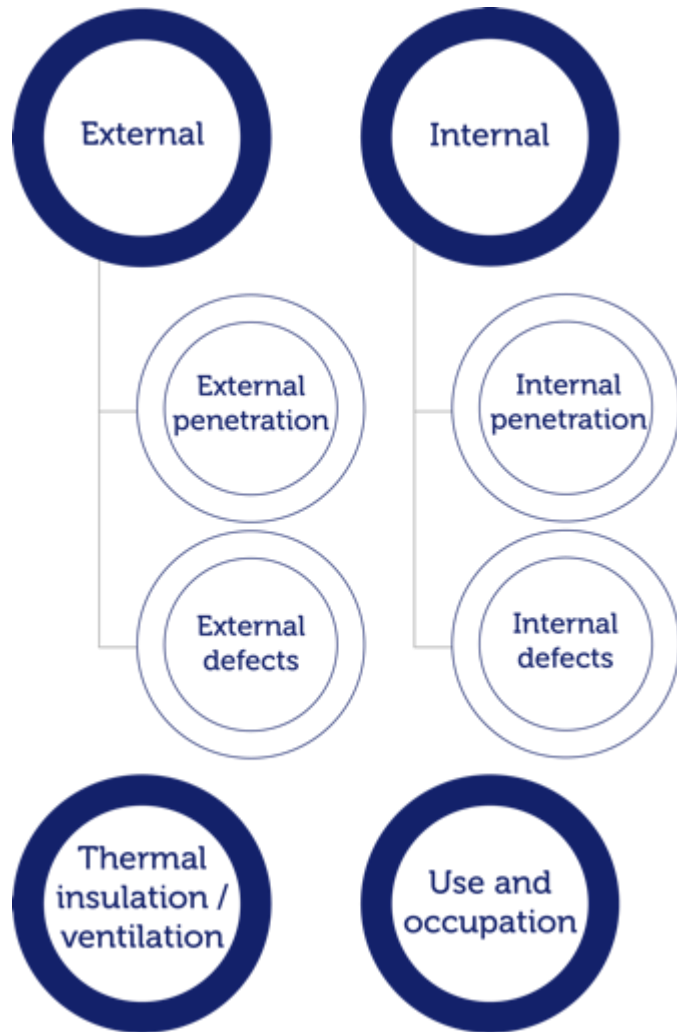 External
Internal
External
penetration
Internal
penetration
External
defects
Internal
defects
Thermal
insulation /
ventilation
Use and
occupation